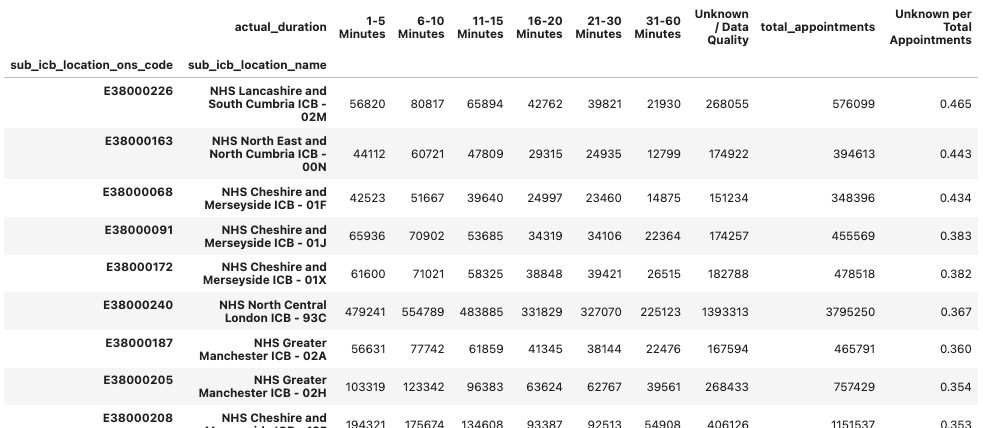 actual_duration 1-5 Minutes 6-10 Minutes 11-15 Minutes 16-20 Minutes 21-30 Minutes 31-60 Minutes Unknown / Data Quality total_appointments Unknown per Total Appointments
sub_icb_location_ons_code sub_icb_location_name
E38000226 NHS Lancashire and South Cumbria ICB - 02M 56820 80817 65894 42762 39821 21930 268055 576099 0.465
E38000163 NHS North East and North Cumbria ICB - 00N 44112 60721 47809 29315 24935 12799 174922 394613 0.443
E38000068 NHS Cheshire and Merseyside ICB - 01F 42523 51667 39640 24997 23460 14875 151234 348396 0.434
E38000091 NHS Cheshire and Merseyside ICB - 01J 65936 70902 53685 34319 34106 22364 174257 455569 0.383
E38000172 NHS Cheshire and Merseyside ICB - 01X 61600 71021 58325 38848 39421 26515 182788 478518 0.382
E38000240 NHS North Central London ICB - 93C 479241 554789 483885 331829 327070 225123 1393313 3795250 0.367
E38000187 NHS Greater Manchester ICB - 02A 56631 77742 61859 41345 38144 22476 167594 465791 0.360
E38000205 NHS Greater Manchester ICB - 02H 103319 123342 96383 63624 62767 39561 268433 757429 0.354
E38000208 NHS Cheshire and 194321 175674 134608 93387 92513 54908 406126 1151537 0.353